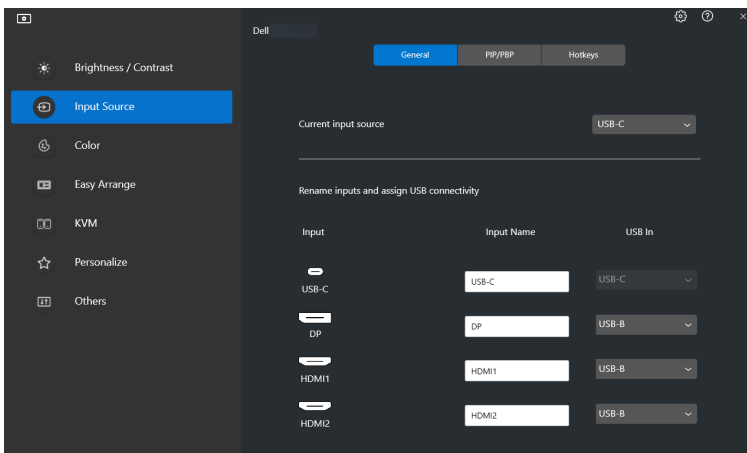 Dell
General PIP/PBP Hotkeys
Brightness / Contrast
Input Source
Color
Easy Arrange
KVM
Personalize
Others
Current input source USB-C
Rename inputs and assign USB connectivity
Input Input Name USB In
USB-C USB-C USB-C
DP DP USB-B
HDMI1 HDMI1 USB-B
HDMI2 HDMI2 USB-B